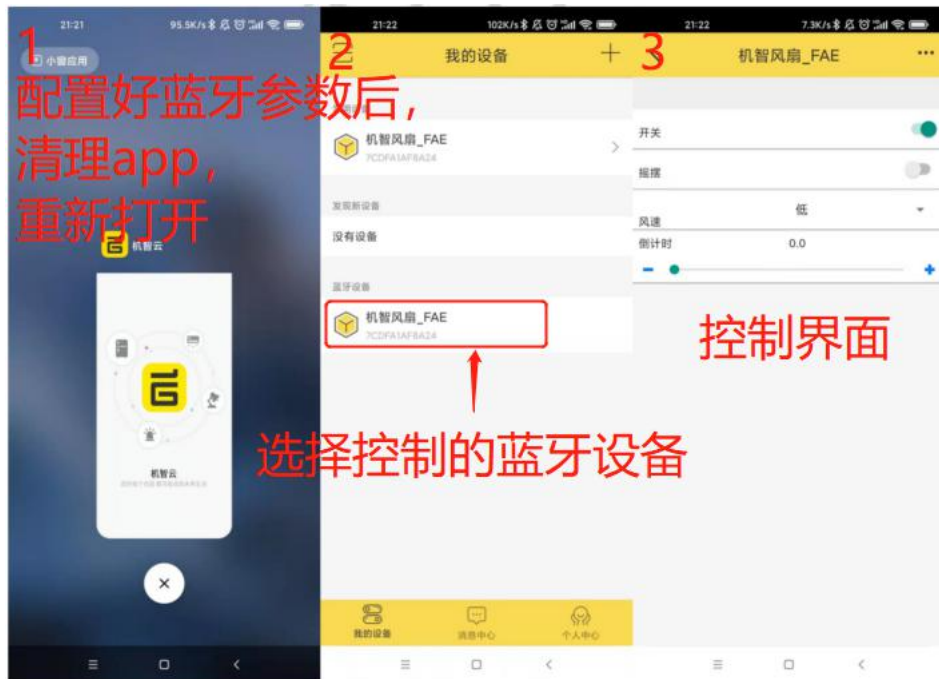 1
21:21
95.5K/s
小窗应用
配置好蓝牙参数后，
清理app，
重新打开
机智云
机智云
2
21:22
102K/s
我的设备
机智风扇_FAE
7CDFA1AF8A24
发现新设备
没有设备
蓝牙设备
机智风扇_FAE
7CDFA1AF8A24
选择控制的蓝牙设备
我的设备
消息中心
个人中心
3
21:22
7.3K/s
机智风扇_FAE
开关
摇摆
风速
低
倒计时
0.0
控制界面